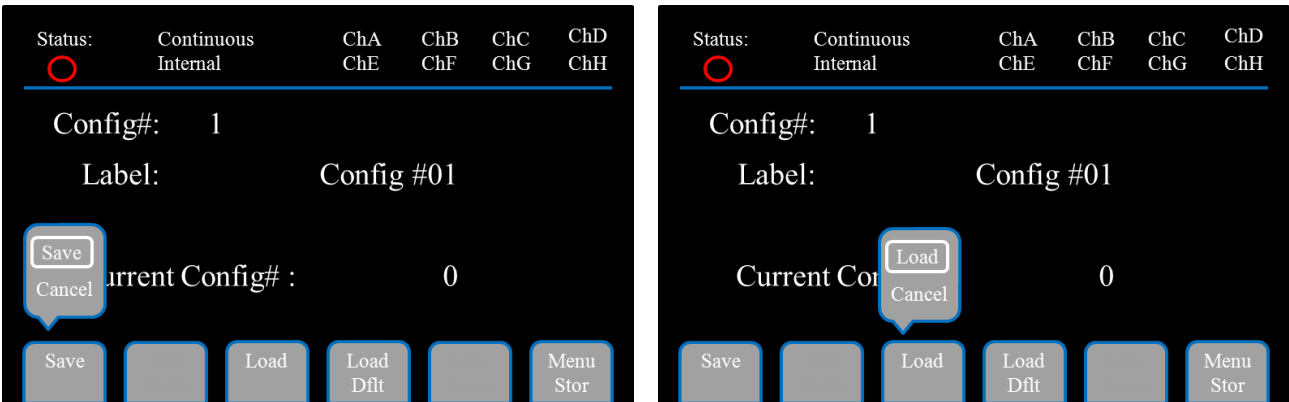 Status: Continuous ChA ChB ChC ChD
Internal ChE ChF ChG ChH
Config#: 1
Label: Config #01
Save
Cancel
urrent Config# : 0
Save Load Load Menu
Dflt Stor
Status: Continuous ChA ChB ChC ChD
Internal ChE ChF ChG ChH
Config#: 1
Label: Config #01
Load
Cancel
Current Con 0
Save Load Load Menu
Dflt Stor